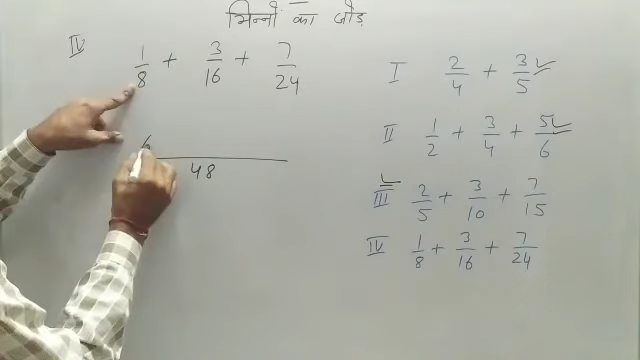 भिन्नों का जोड़
IV 1/8 + 3/16 + 7/24
6
48
I 2/4 + 3/5 ✓
II 1/2 + 3/4 + 5/6 ✓
III 2/5 + 3/10 + 7/15
IV 1/8 + 3/16 + 7/24